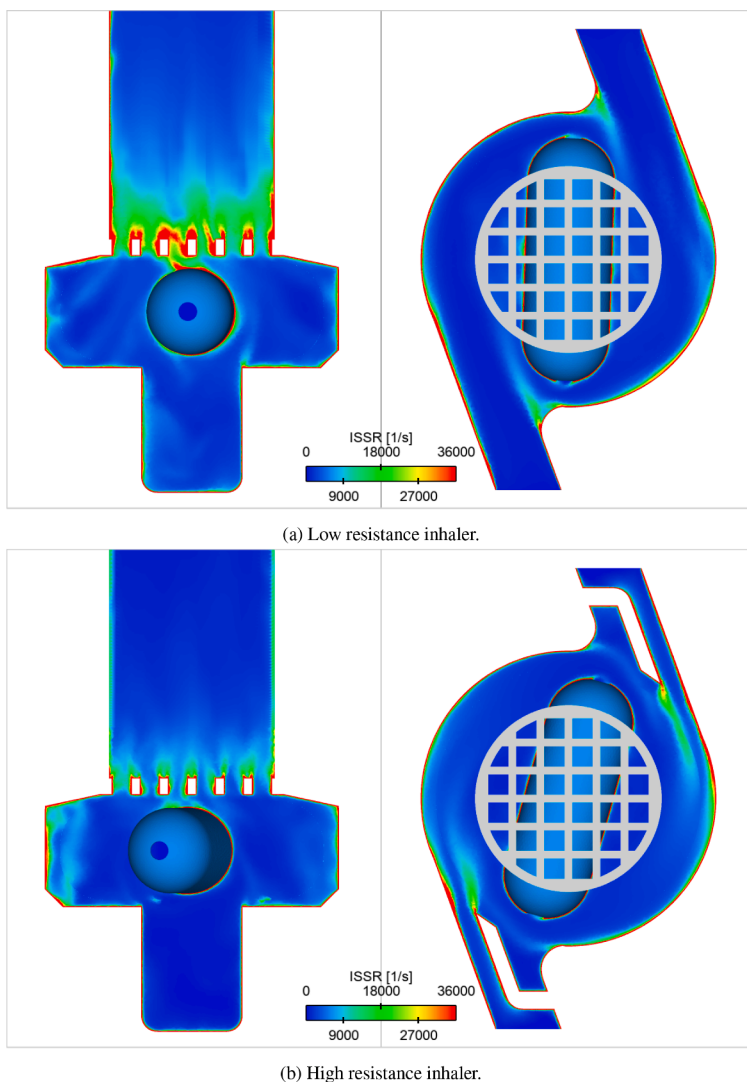 ISSR [1/s]
0 18000 36000
9000 27000
(a) Low resistance inhaler.
ISSR [1/s]
0 18000 36000
9000 27000
(b) High resistance inhaler.